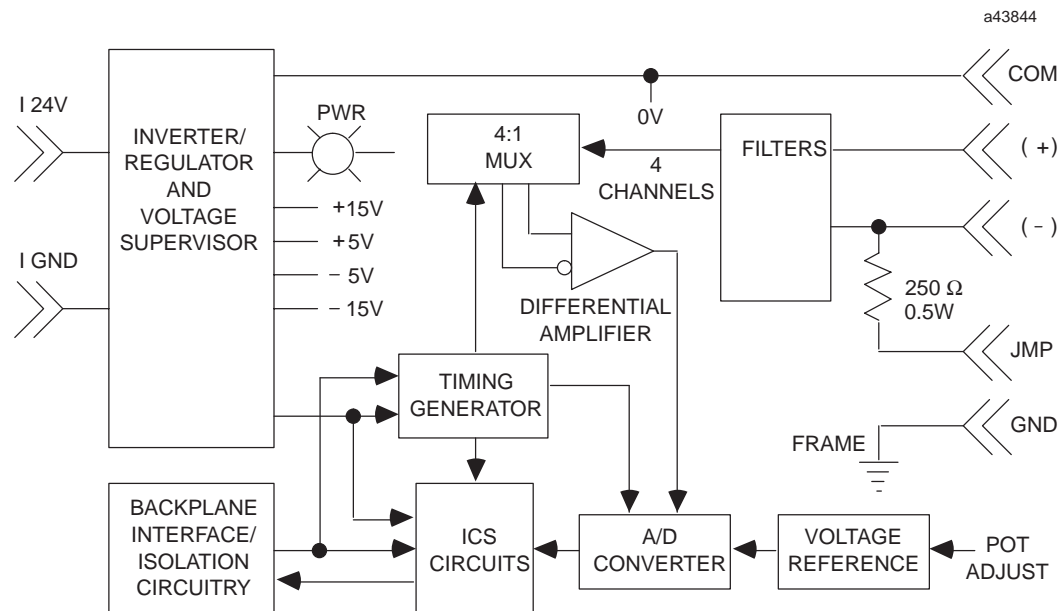 a43844
COM
I 24V
PWR
0V
4:1
MUX
FILTERS
( + )
INVERTER/
REGULATOR
AND
VOLTAGE
SUPERVISOR
4
CHANNELS
+15V
+5V
− 5V
− 15V
( − )
I GND
DIFFERENTIAL
AMPLIFIER
250 Ω
0.5W
JMP
TIMING
GENERATOR
GND
FRAME
BACKPLANE
INTERFACE/
ISOLATION
CIRCUITRY
ICS
CIRCUITS
A/D
CONVERTER
VOLTAGE
REFERENCE
POT
ADJUST